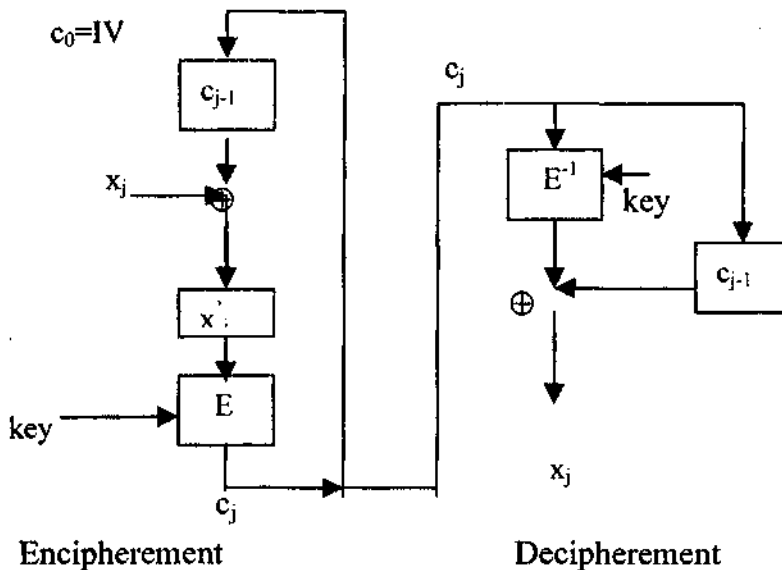 c₀=IV
cⱼ₋₁
xⱼ
⊕
x'ⱼ
E
key
cⱼ
Encipherement
cⱼ
E⁻¹
key
cⱼ₋₁
⊕
xⱼ
Decipherement